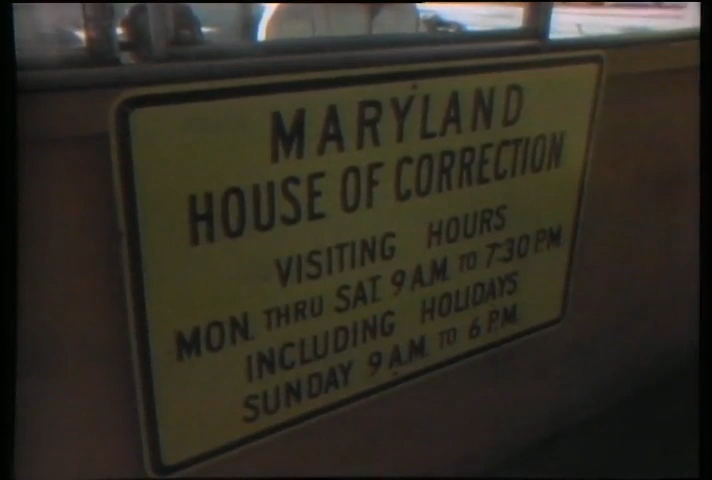 MARYLAND
HOUSE OF CORRECTION
VISITING HOURS
MON. THRU SAT. 9 A.M. TO 7:30 P.M.
INCLUDING HOLIDAYS
SUNDAY 9 A.M. TO 6 P.M.